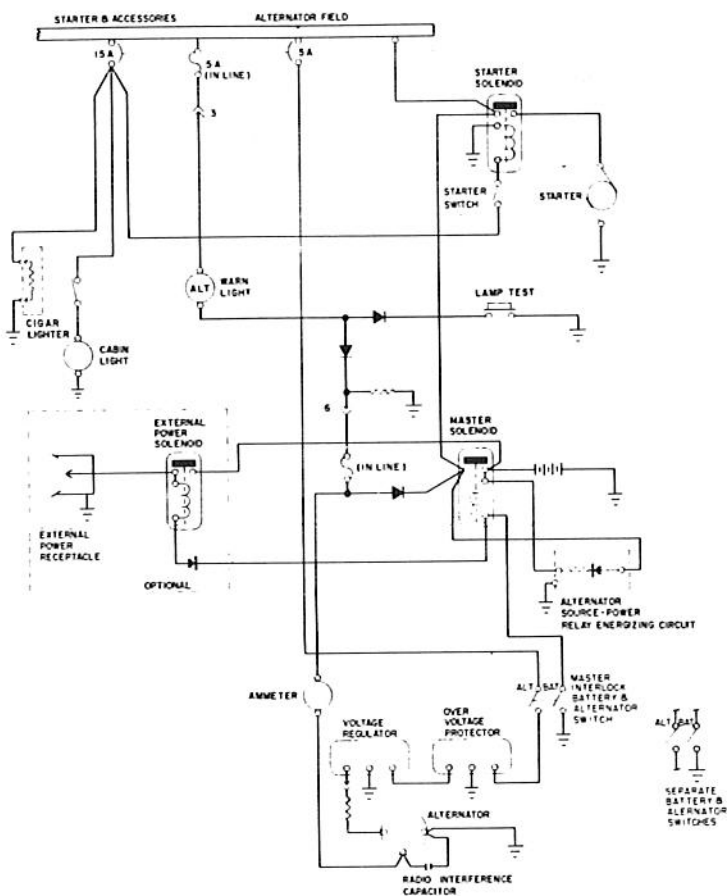 STARTER & ACCESSORIES
ALTERNATOR FIELD
15A
5A
(IN LINE)
5A
3
STARTER
SOLENOID
STARTER
SWITCH
STARTER
ALT
WARN
LIGHT
LAMP TEST
CIGAR
LIGHTER
CABIN
LIGHT
6
EXTERNAL
POWER
SOLENOID
(IN LINE)
MASTER
SOLENOID
EXTERNAL
POWER
RECEPTACLE
OPTIONAL
ALTERNATOR
SOURCE-POWER
RELAY ENERGIZING CIRCUIT
AMMETER
ALT
BAT
MASTER
INTERLOCK
BATTERY &
ALTERNATOR
SWITCH
VOLTAGE
REGULATOR
OVER
VOLTAGE
PROTECTOR
ALT
BAT
SEPARATE
BATTERY &
ALERNATOR
SWITCHES
ALTERNATOR
RADIO INTERFERENCE
CAPACITOR